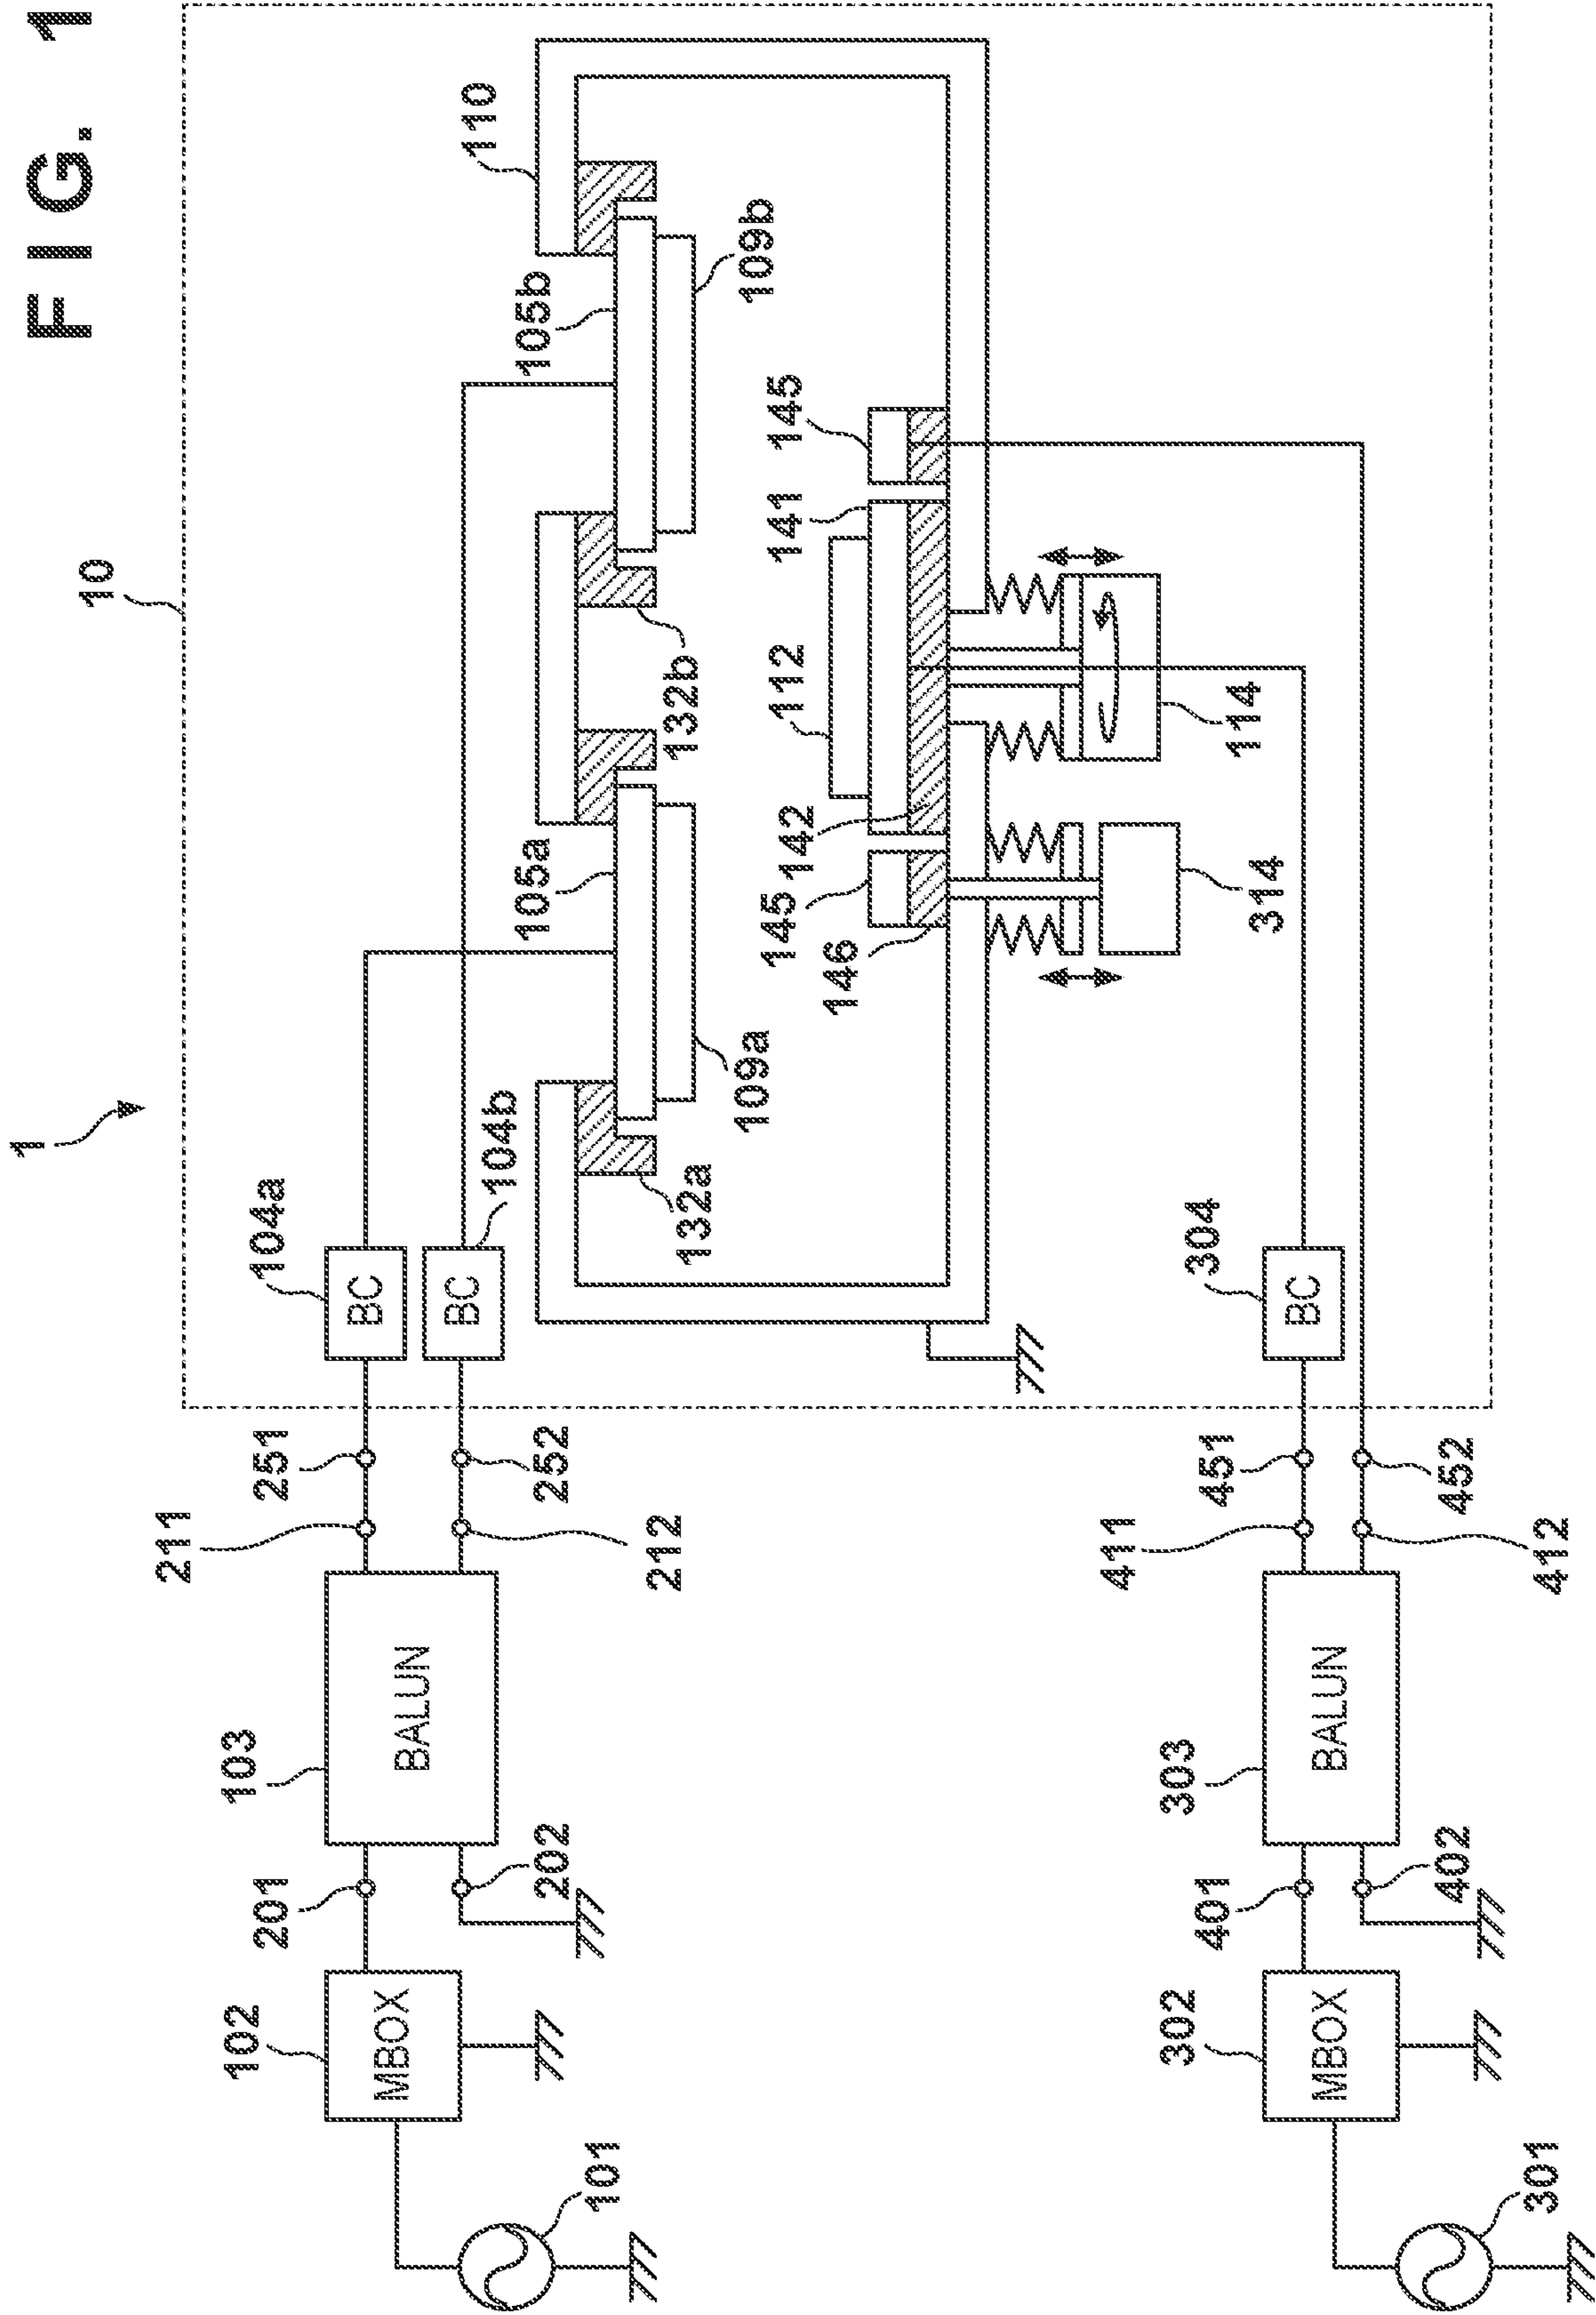 FIG. 1
1
10
104a
104b
105a
105b
110
109a
109b
132a
132b
BC
BC
251
252
211
212
103
BALUN
201
202
102
MBOX
101
112
141
145
145
142
146
114
314
304
BC
451
452
411
412
303
BALUN
401
402
302
MBOX
301